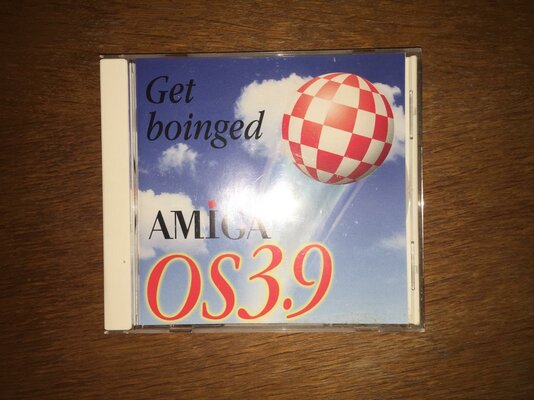 Get
boinged
AMiGA
OS3.9